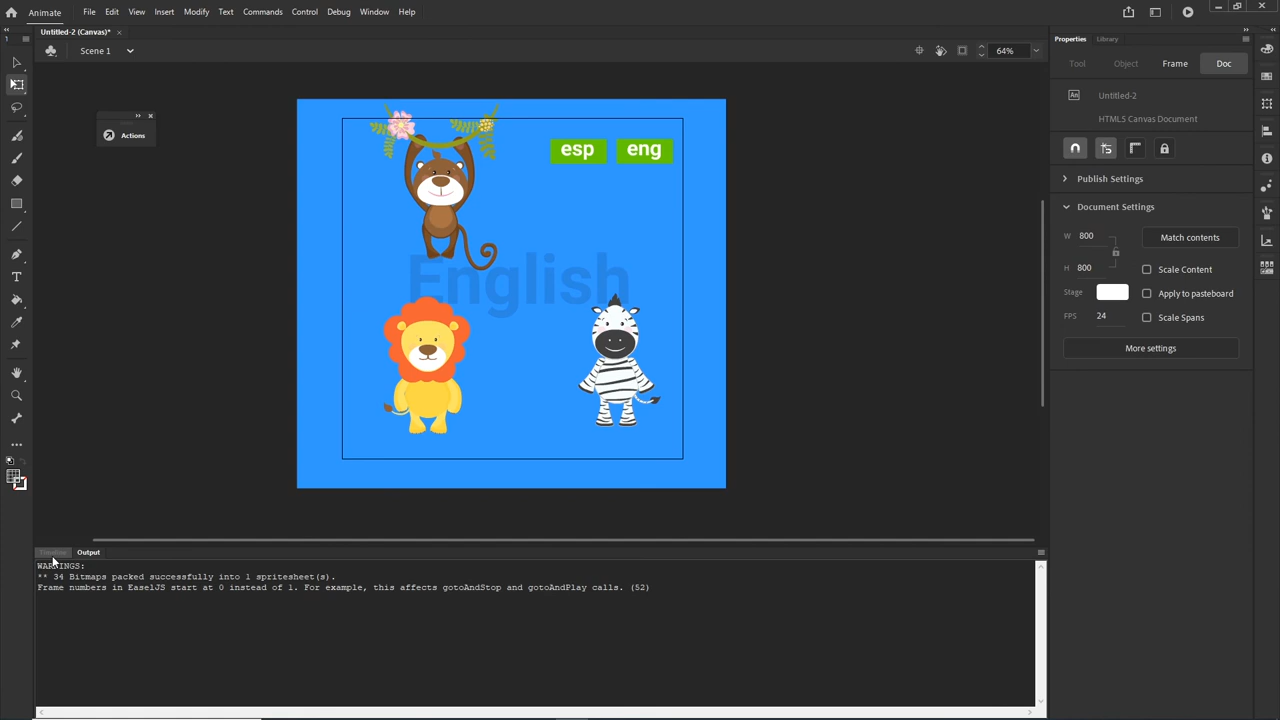 Animate
File
Edit
View
Insert
Modify
Text
Commands
Control
Debug
Window
Help
Untitled-2 (Canvas)*
Scene 1
64%
Actions
esp
eng
English
Properties
Library
Tool
Object
Frame
Doc
An
Untitled-2
HTML5 Canvas Document
Publish Settings
Document Settings
W 800
H 800
Match contents
Scale Content
Stage
Apply to pasteboard
FPS 24
Scale Spans
More settings
Timeline
Output
WARNINGS:
** 34 Bitmaps packed successfully into 1 spritesheet(s).
Frame numbers in EaselJS start at 0 instead of 1. For example, this affects gotoAndStop and gotoAndPlay calls. (52)